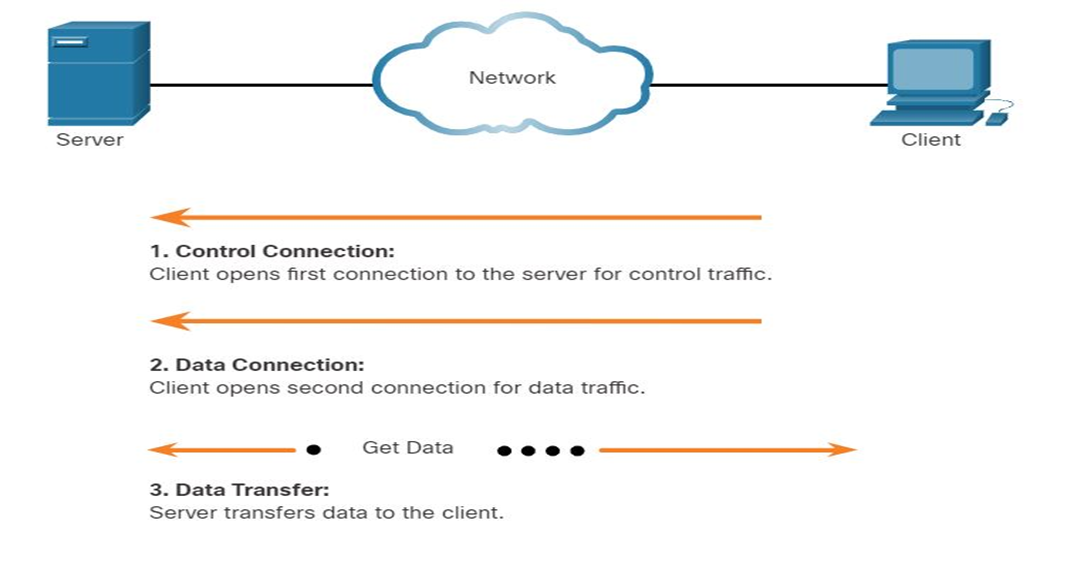 Network
Server
Client
1. Control Connection:
Client opens first connection to the server for control traffic.
2. Data Connection:
Client opens second connection for data traffic.
Get Data
3. Data Transfer:
Server transfers data to the client.